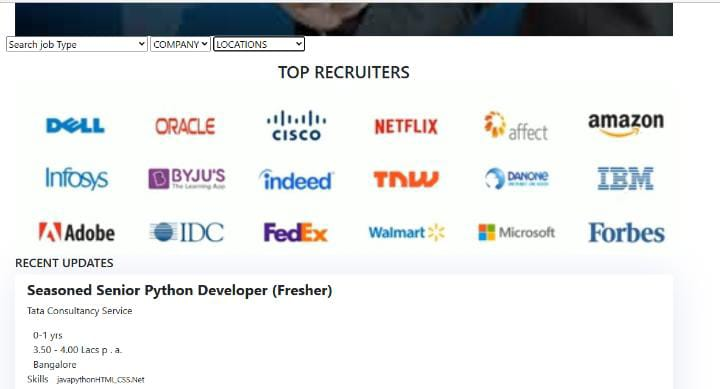 Search job Type COMPANY LOCATIONS
TOP RECRUITERS
DELL ORACLE CISCO NETFLIX affect amazon
Infosys BYJU'S The Learning App indeed TNW DANONE IBM
Adobe IDC FedEx Walmart Microsoft Forbes
RECENT UPDATES
Seasoned Senior Python Developer (Fresher)
Tata Consultancy Service
0-1 yrs
3.50 - 4.00 Lacs p . a.
Bangalore
Skills javapythonHTML,CSS.Net